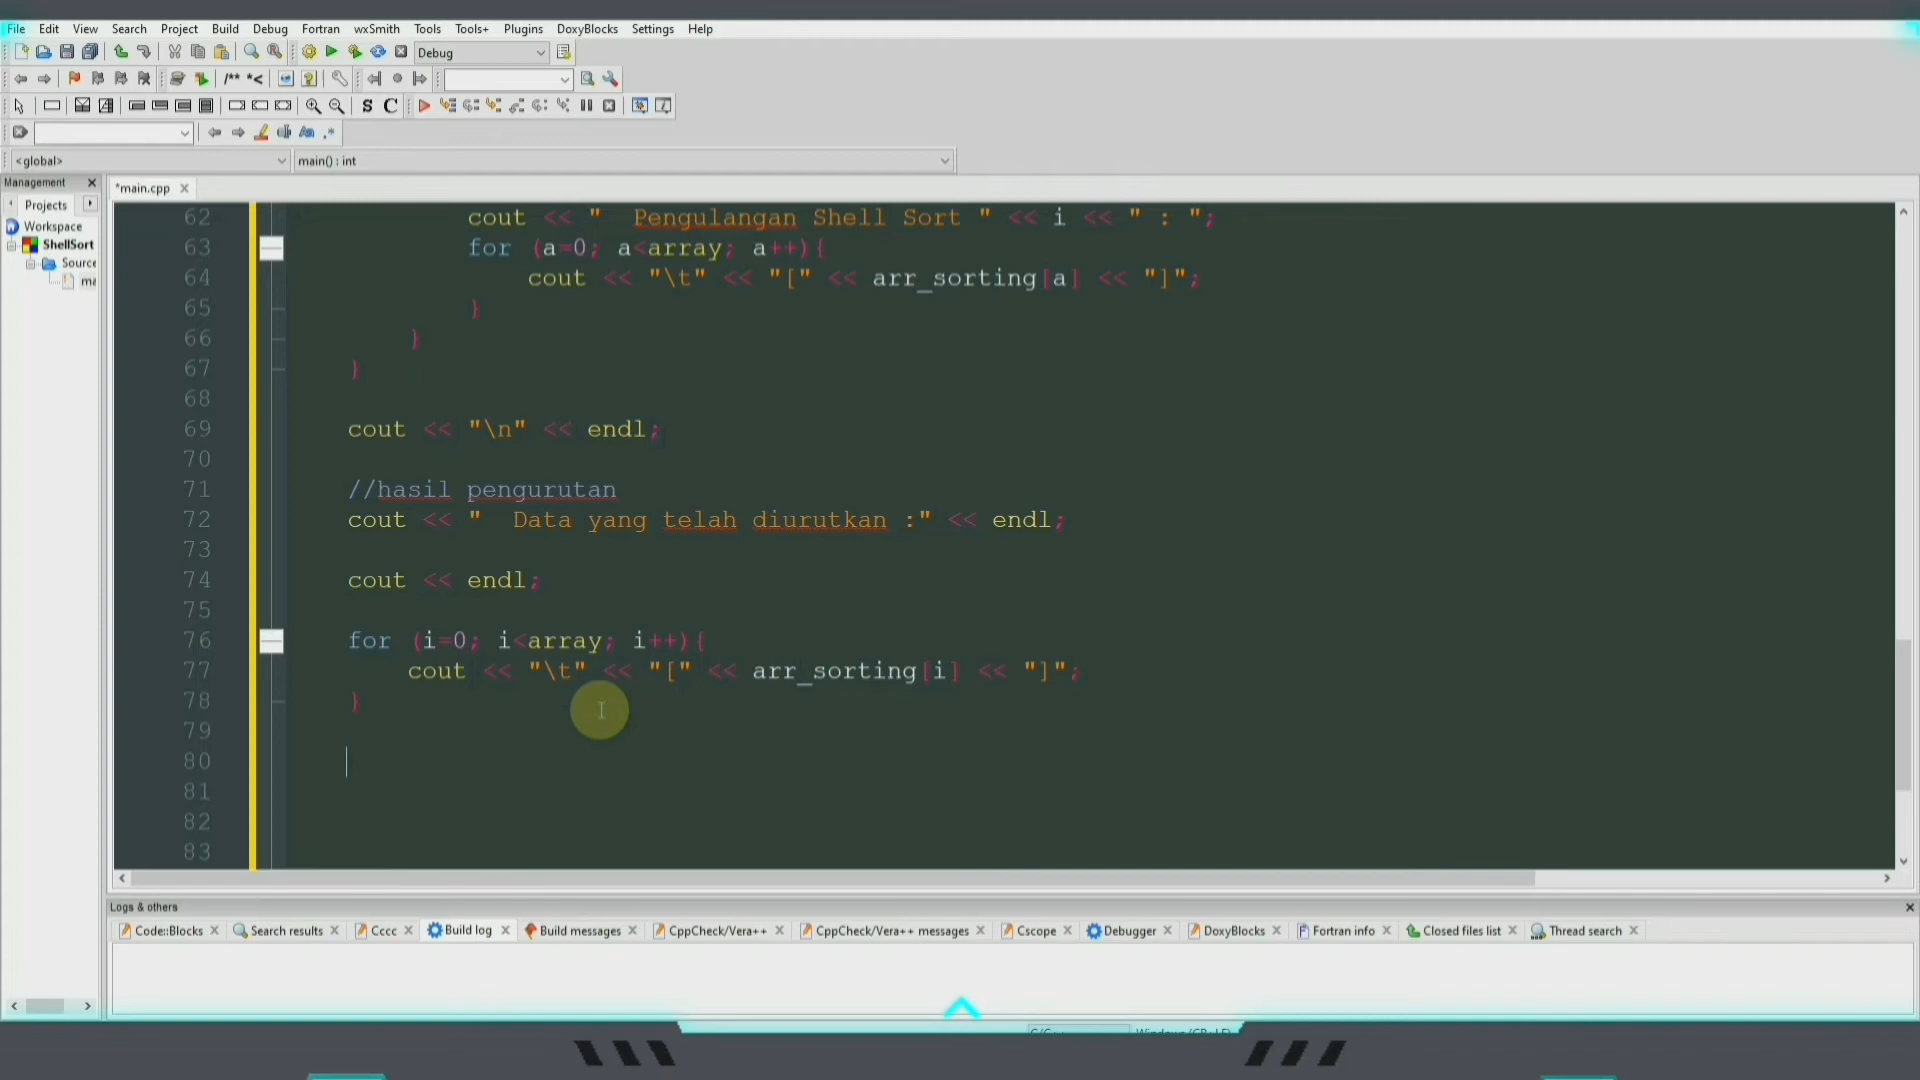 File Edit View Search Project Build Debug Fortran wxSmith Tools Tools+ Plugins DoxyBlocks Settings Help
Debug
/** *<
S C
<global> main() : int
Management
*main.cpp
Projects
Workspace
ShellSort
Source
ma
62 cout << "  Pengulangan Shell Sort " << i << " : ";
63 for (a=0; a<array; a++){
64 cout << "\t" << "[" << arr_sorting[a] << "]";
65 }
66 }
67 }
68
69 cout << "\n" << endl;
70
71 //hasil pengurutan
72 cout << "  Data yang telah diurutkan :" << endl;
73
74 cout << endl;
75
76 for (i=0; i<array; i++){
77 cout << "\t" << "[" << arr_sorting[i] << "]";
78 }
79
80
81
82
83
Logs & others
Code::Blocks Search results Cccc Build log Build messages CppCheck/Vera++ CppCheck/Vera++ messages Cscope Debugger DoxyBlocks Fortran info Closed files list Thread search